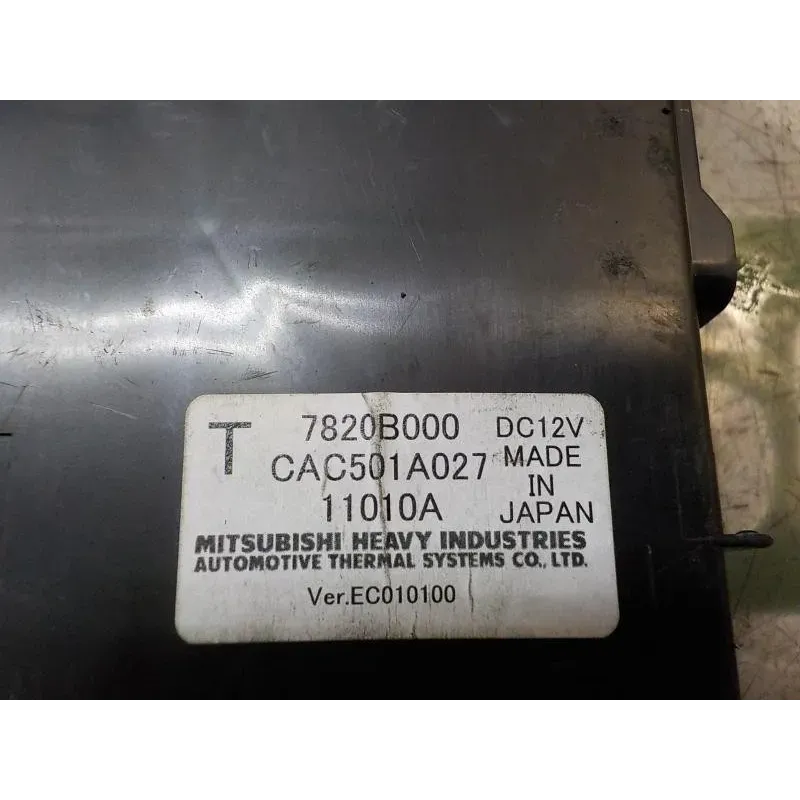 T 7820B000 DC12V
CAC501A027 MADE
IN
11010A JAPAN
MITSUBISHI HEAVY INDUSTRIES
AUTOMOTIVE THERMAL SYSTEMS CO., LTD.
Ver.EC010100